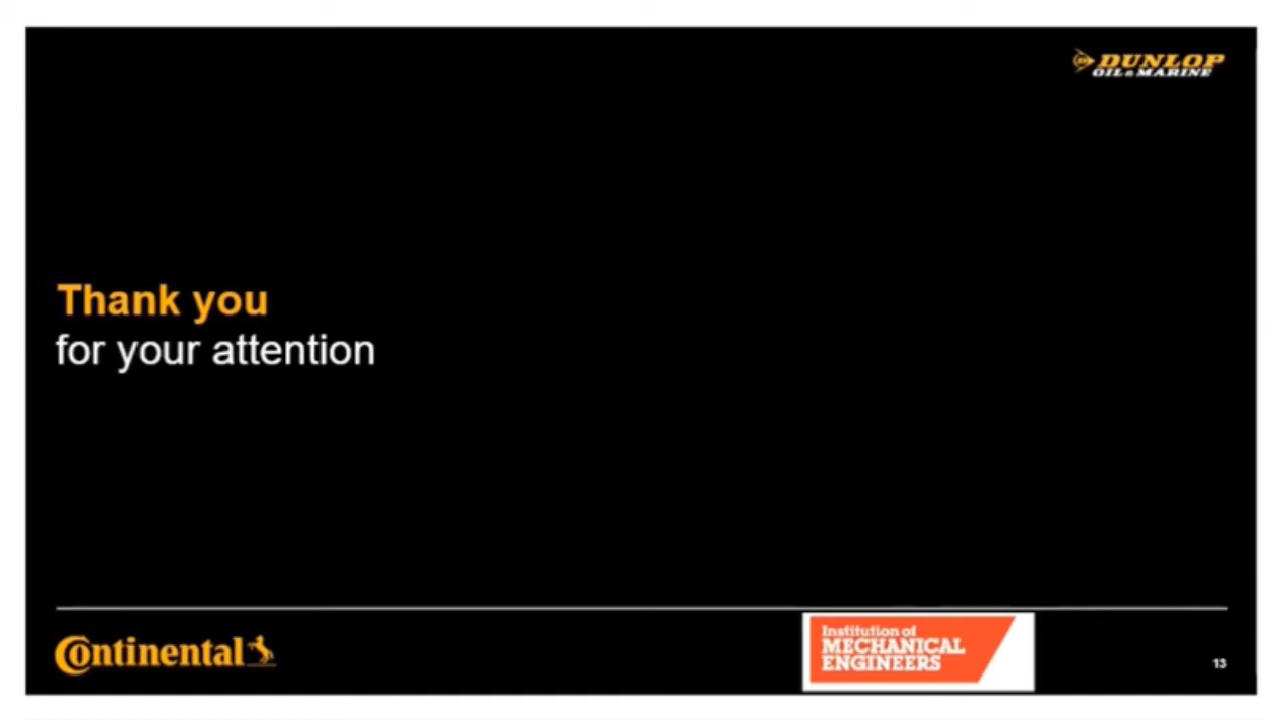 DUNLOP
OIL & MARINE
Thank you
for your attention
Continental
Institution of
MECHANICAL
ENGINEERS
13